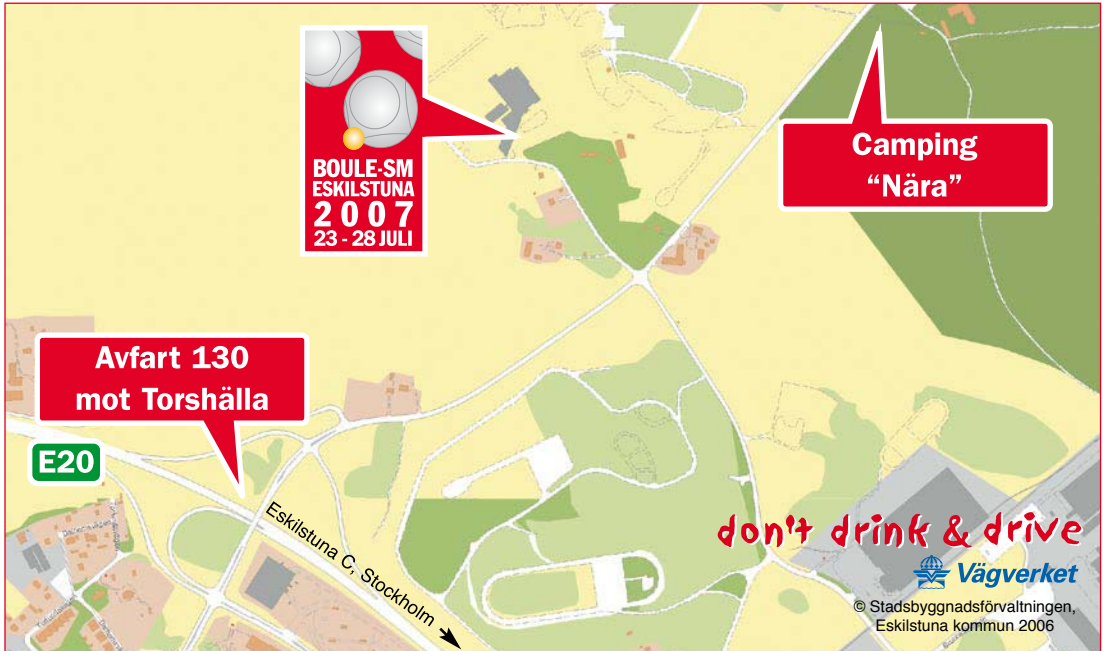 BOULE-SM
ESKILSTUNA
2007
23 - 28 JULI
Camping
“Nära”
Avfart 130
mot Torshälla
E20
Eskilstuna C, Stockholm
don't drink & drive
Vägverket
© Stadsbyggnadsförvaltningen,
Eskilstuna kommun 2006